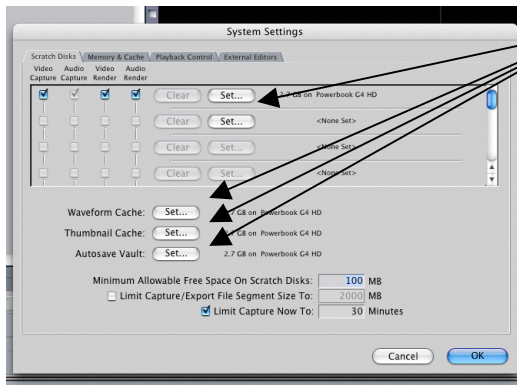 System Settings
Scratch Disks Memory & Cache Playback Control External Editors
Video Audio Video Audio
Capture Capture Render Render
Clear Set... 2.7 GB on Powerbook G4 HD
Clear Set... <None Set>
Clear Set... <None Set>
Clear Set... <None Set>
Waveform Cache: Set... 2.7 GB on Powerbook G4 HD
Thumbnail Cache: Set... 2.7 GB on Powerbook G4 HD
Autosave Vault: Set... 2.7 GB on Powerbook G4 HD
Minimum Allowable Free Space On Scratch Disks: 100 MB
Limit Capture/Export File Segment Size To: 2000 MB
Limit Capture Now To: 30 Minutes
Cancel OK